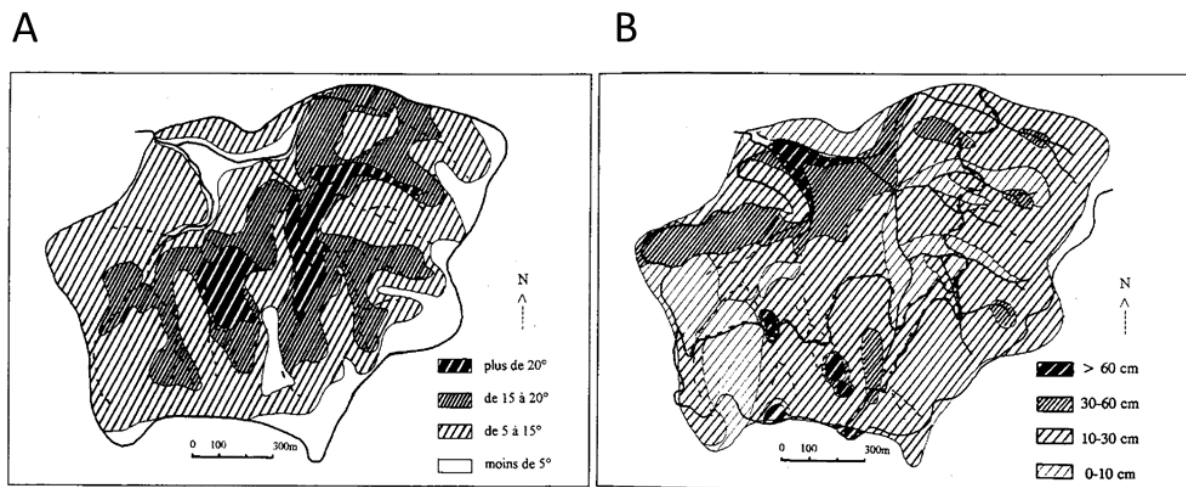 A
B
N
plus de 20°
de 15 à 20°
de 5 à 15°
moins de 5°
0 100 300m
N
> 60 cm
30-60 cm
10-30 cm
0-10 cm
0 100 300m